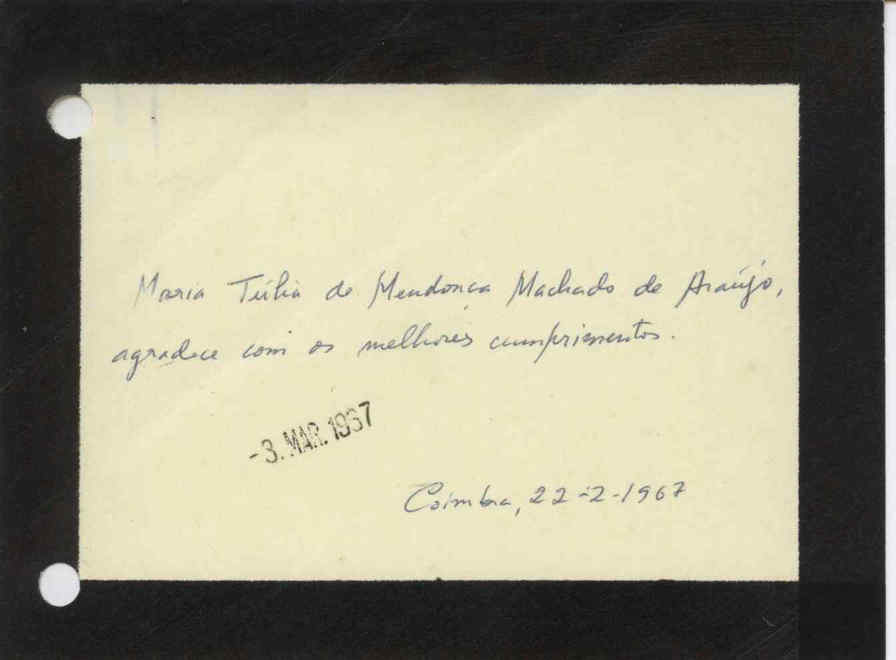 Maria Túlia de Mendonça Machado de Araújo,
agradece com os melhores cumprimentos.
-3. MAR. 1967
Coimbra, 22-2-1967